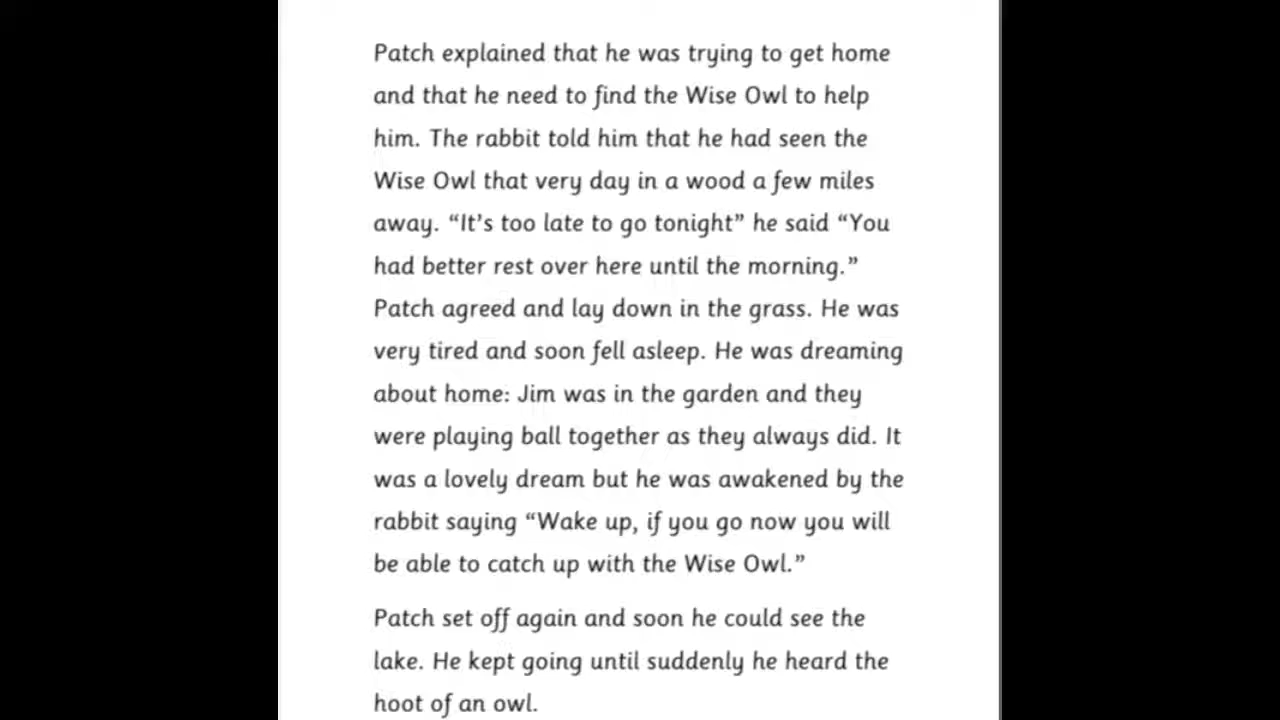 Patch explained that he was trying to get home
and that he need to find the Wise Owl to help
him. The rabbit told him that he had seen the
Wise Owl that very day in a wood a few miles
away. “It’s too late to go tonight” he said “You
had better rest over here until the morning.”
Patch agreed and lay down in the grass. He was
very tired and soon fell asleep. He was dreaming
about home: Jim was in the garden and they
were playing ball together as they always did. It
was a lovely dream but he was awakened by the
rabbit saying “Wake up, if you go now you will
be able to catch up with the Wise Owl.”
Patch set off again and soon he could see the
lake. He kept going until suddenly he heard the
hoot of an owl.